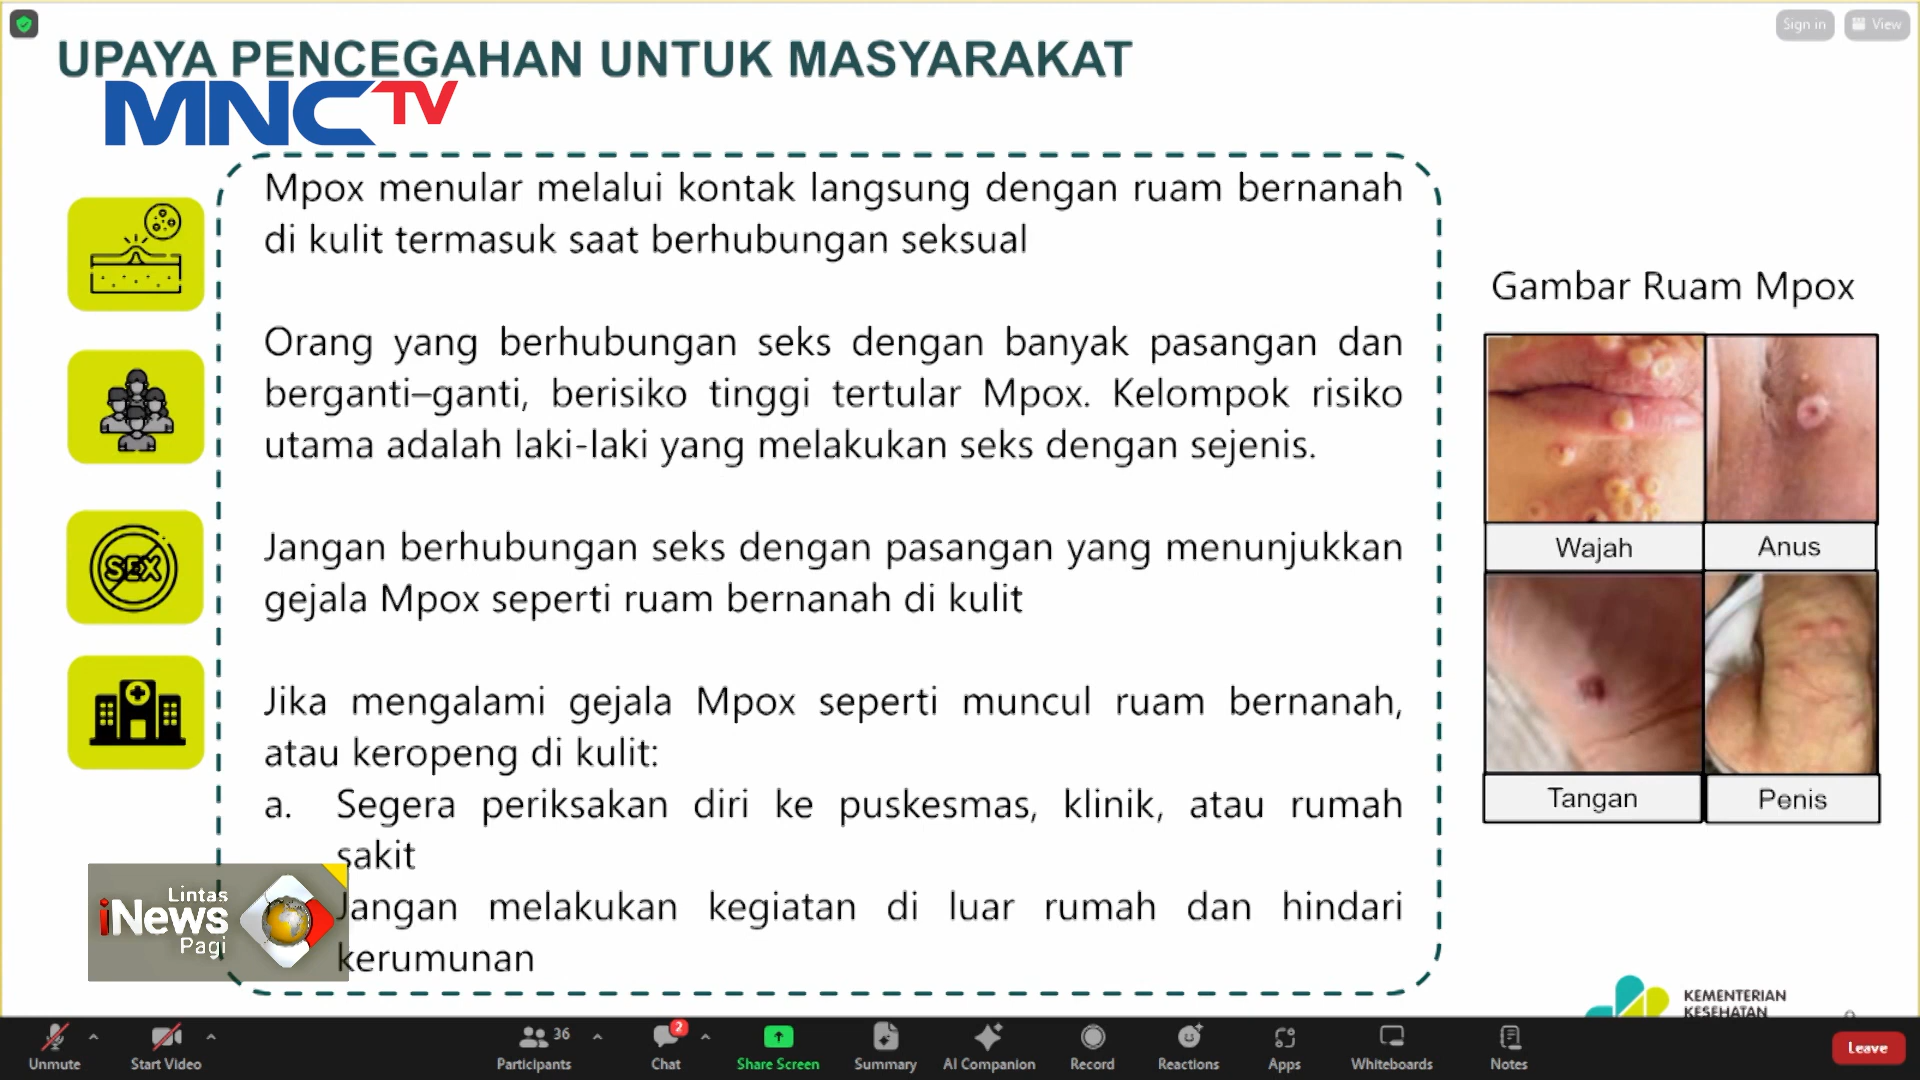 Sign in
View
UPAYA PENCEGAHAN UNTUK MASYARAKAT
MNCTV
Mpox menular melalui kontak langsung dengan ruam bernanah
di kulit termasuk saat berhubungan seksual
Orang yang berhubungan seks dengan banyak pasangan dan
berganti–ganti, berisiko tinggi tertular Mpox. Kelompok risiko
utama adalah laki-laki yang melakukan seks dengan sejenis.
SEX
Jangan berhubungan seks dengan pasangan yang menunjukkan
gejala Mpox seperti ruam bernanah di kulit
Jika mengalami gejala Mpox seperti muncul ruam bernanah,
atau keropeng di kulit:
a. Segera periksakan diri ke puskesmas, klinik, atau rumah
sakit
Jangan melakukan kegiatan di luar rumah dan hindari
kerumunan
Gambar Ruam Mpox
Wajah
Anus
Tangan
Penis
Lintas
iNews
Pagi
KEMENTERIAN
KESEHATAN
Unmute
Start Video
36
Participants
2
Chat
Share Screen
Summary
AI Companion
Record
Reactions
Apps
Whiteboards
Notes
Leave